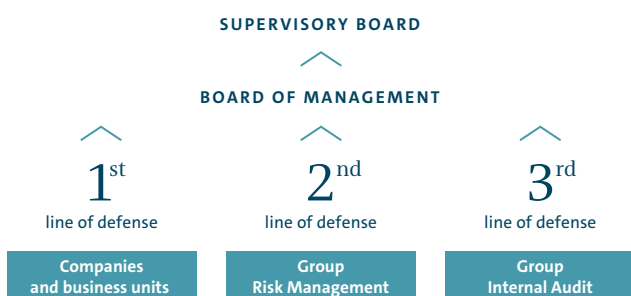 SUPERVISORY BOARD
BOARD OF MANAGEMENT
1st
line of defense
Companies
and business units
2nd
line of defense
Group
Risk Management
3rd
line of defense
Group
Internal Audit